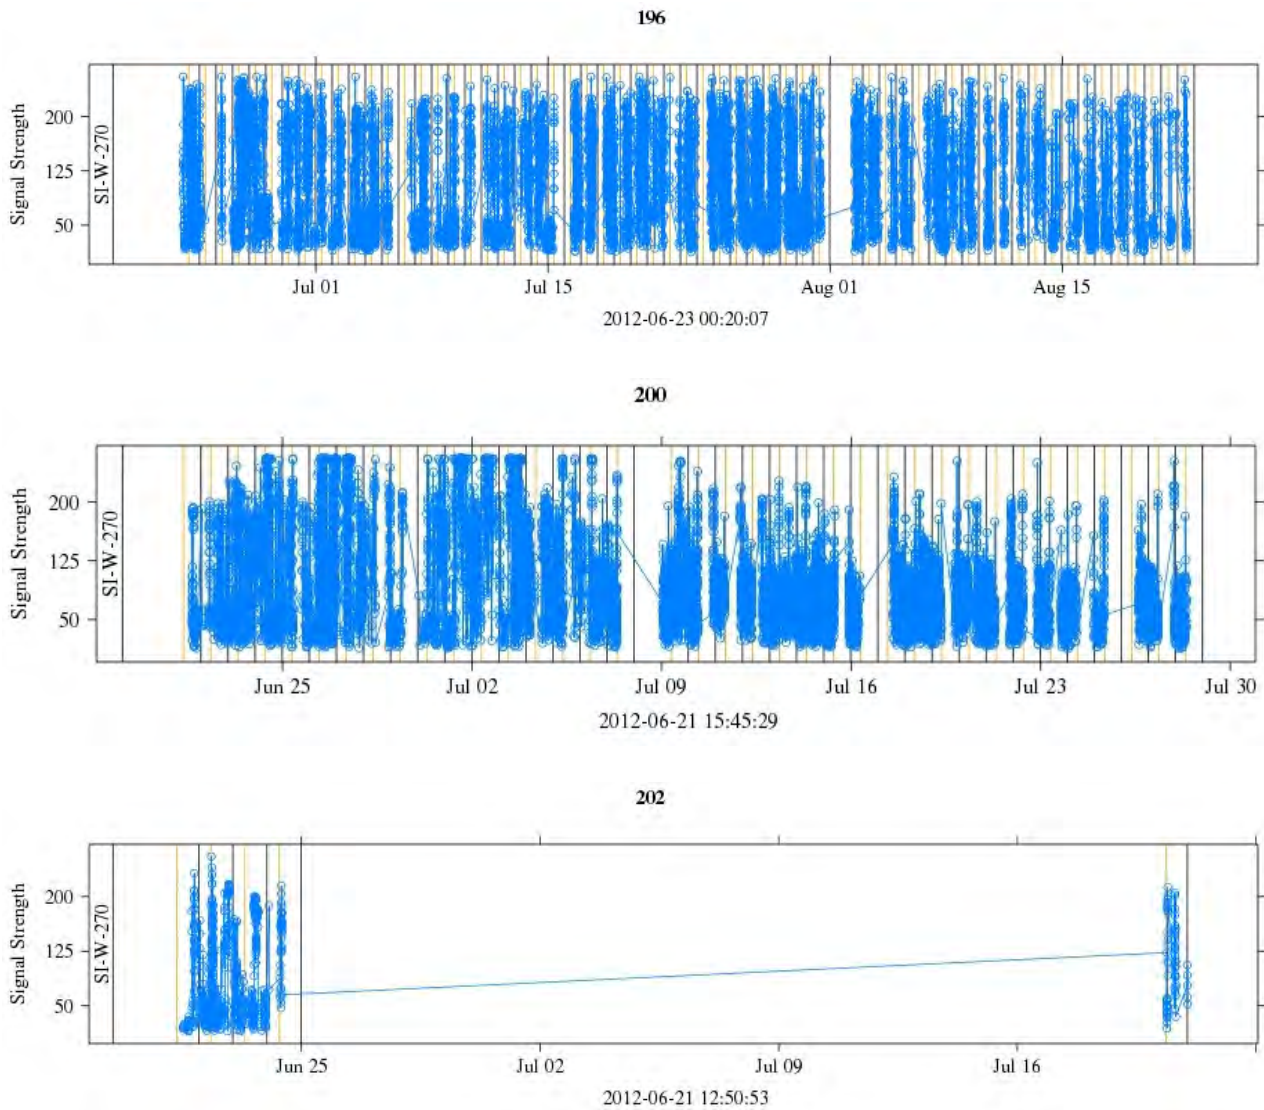 196
Signal Strength
200
125
50
SI-W-270
Jul 01 Jul 15 Aug 01 Aug 15
2012-06-23 00:20:07
200
Signal Strength
200
125
50
SI-W-270
Jun 25 Jul 02 Jul 09 Jul 16 Jul 23 Jul 30
2012-06-21 15:45:29
202
Signal Strength
200
125
50
SI-W-270
Jun 25 Jul 02 Jul 09 Jul 16
2012-06-21 12:50:53